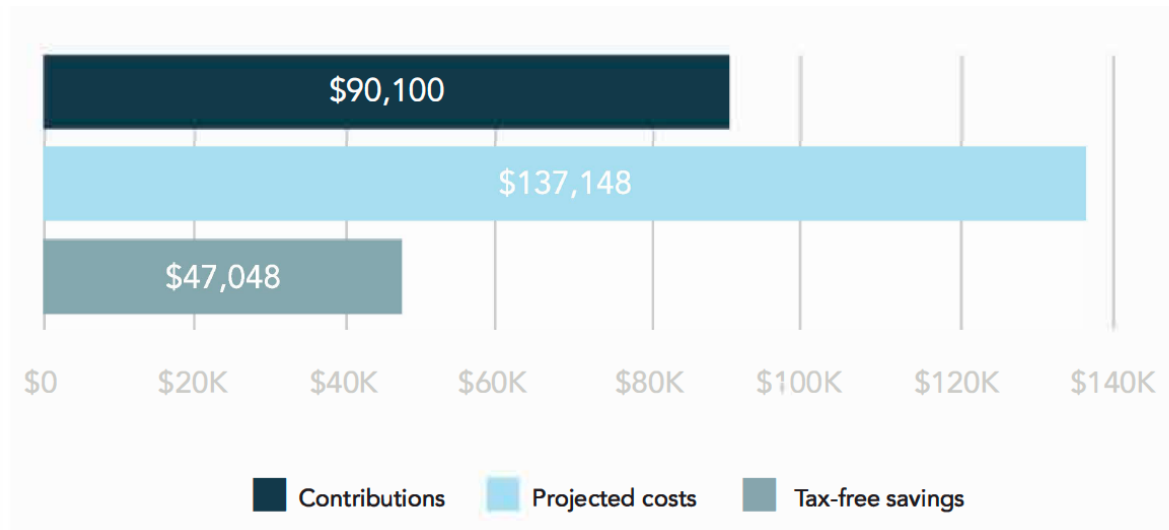 $90,100
$137,148
$47,048
$0 $20K $40K $60K $80K $100K $120K $140K
Contributions Projected costs Tax-free savings